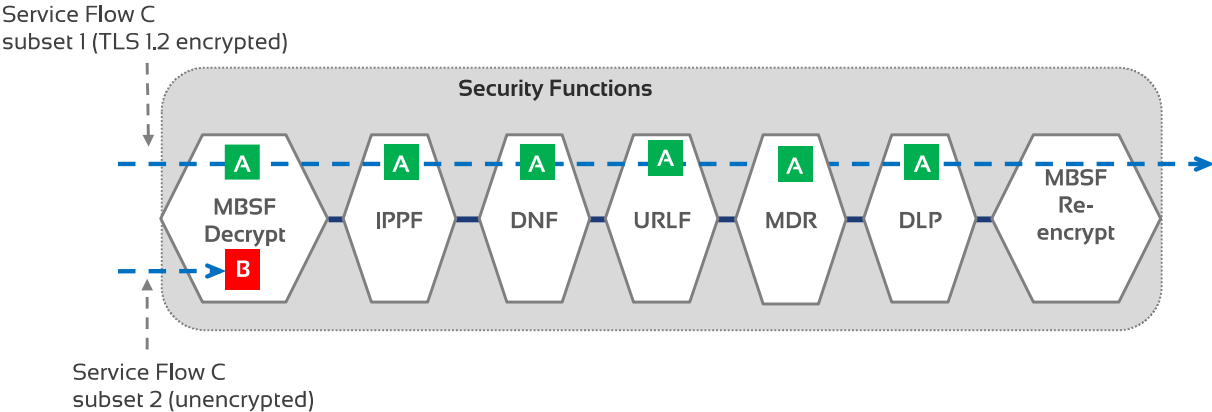 Service Flow C
subset 1 (TLS 1.2 encrypted)
Security Functions
A
A
A
A
A
A
MBSF
Decrypt
IPPF
DNF
URLF
MDR
DLP
MBSF
Re-
encrypt
B
Service Flow C
subset 2 (unencrypted)